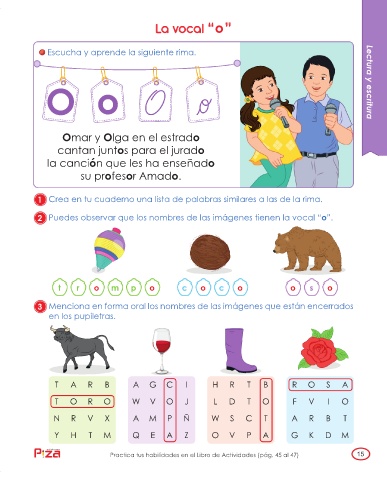 La vocal “o”
Lectura y escritura
Escucha y aprende la siguiente rima.
O o O o
Omar y Olga en el estrado
cantan juntos para el jurado
la canción que les ha enseñado
su profesor Amado.
1 Crea en tu cuaderno una lista de palabras similares a las de la rima.
2 Puedes observar que los nombres de las imágenes tienen la vocal “o”.
t r o m p o
c o c o
o s o
3 Menciona en forma oral los nombres de las imágenes que están encerrados
en los pupiletras.
T A R B
T O R O
N R V X
Y H T M
A G C I
W V O J
A M P Ñ
Q E A Z
H R T B
L D T O
W S C T
O V P A
R O S A
F V I O
A R B T
G K D M
Piza
Practica tus habilidades en el Libro de Actividades (pág. 45 al 47)
15